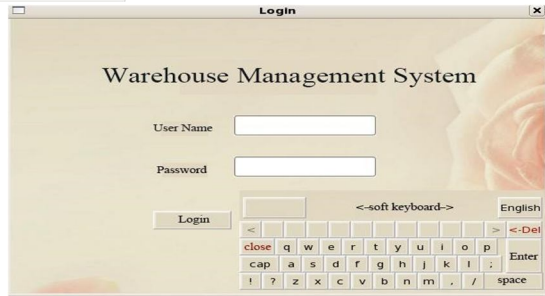 Login
Warehouse Management System
User Name
Password
Login
<--soft keyboard--> English
< > <-Del
close q w e r t y u i o p
cap a s d f g h j k l ; Enter
! ? z x c v b n m . / space